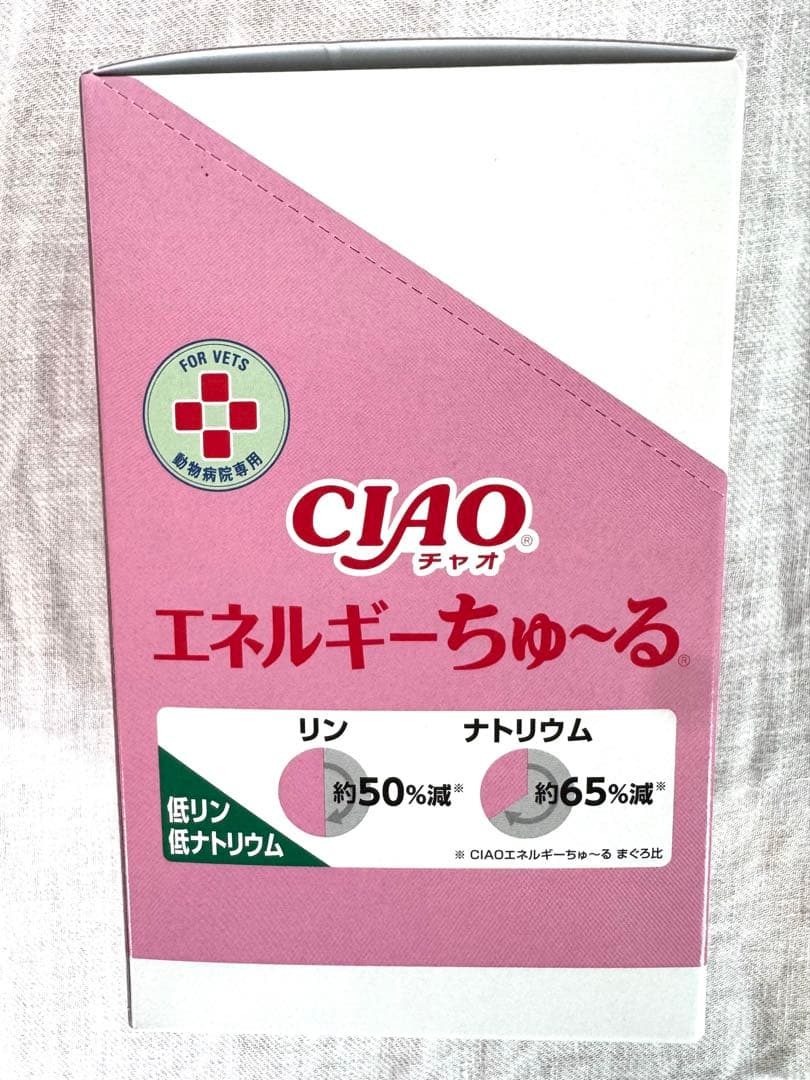 FOR VETS
動物病院専用
CIAO®
チャオ
エネルギーちゅ～る®
リン
ナトリウム
約50%減※
約65%減※
低リン
低ナトリウム
※ CIAOエネルギーちゅ～る まぐろ比